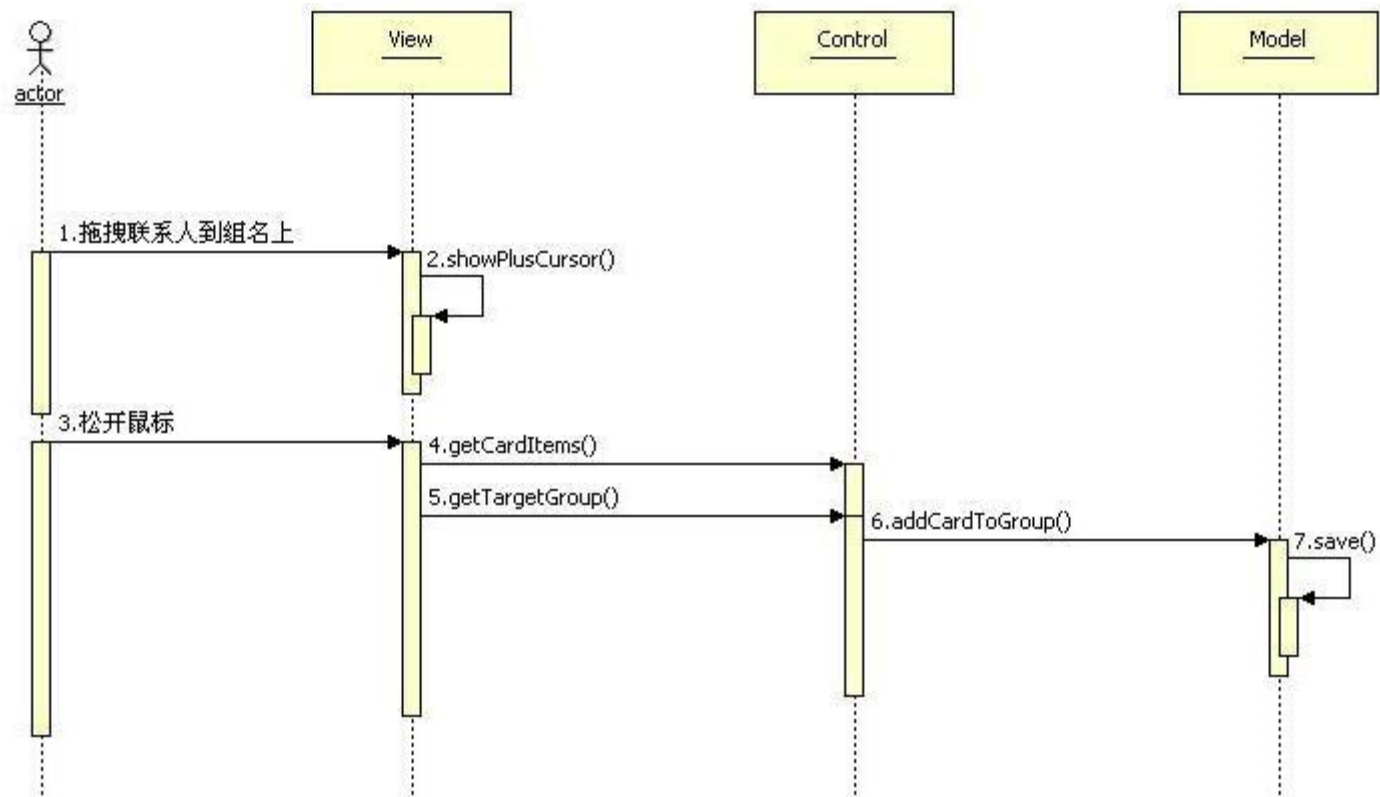 actor
View
Control
Model
1.拖拽联系人到组名上
2.showPlusCursor()
3.松开鼠标
4.getCardItems()
5.getTargetGroup()
6.addCardToGroup()
7.save()